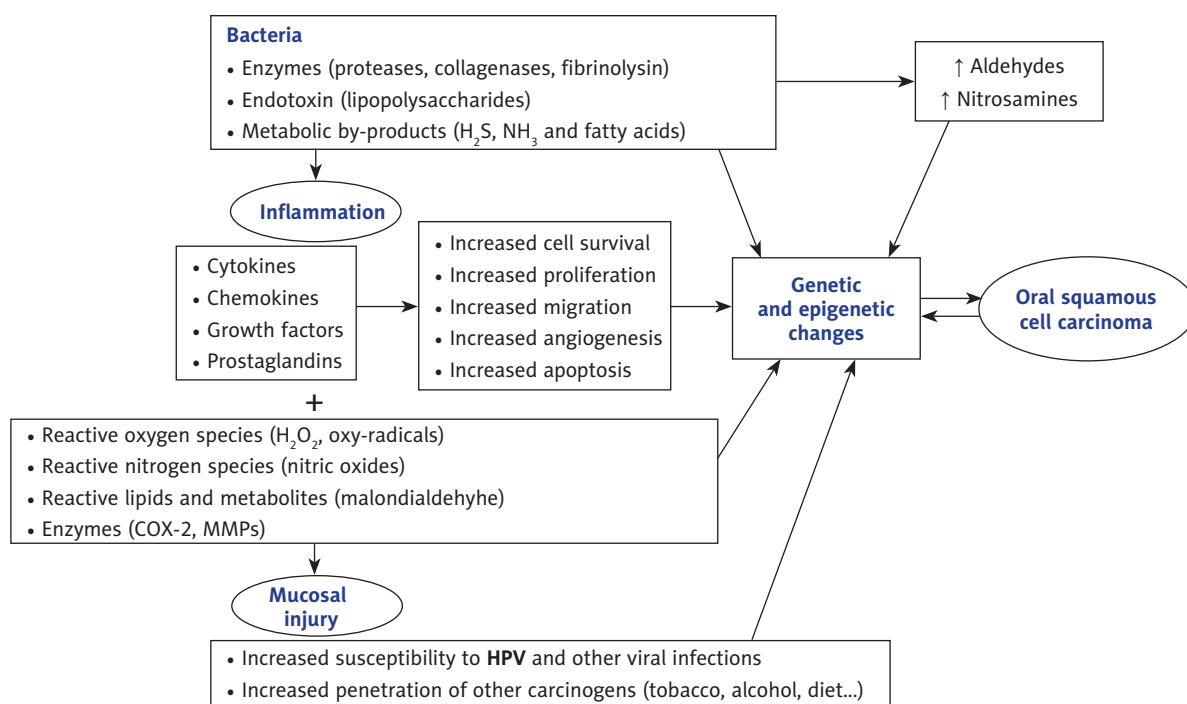 Bacteria
• Enzymes (proteases, collagenases, fibrinolysin)
• Endotoxin (lipopolysaccharides)
• Metabolic by-products (H₂S, NH₃ and fatty acids)
↑ Aldehydes
↑ Nitrosamines
Inflammation
• Cytokines
• Chemokines
• Growth factors
• Prostaglandins
• Increased cell survival
• Increased proliferation
• Increased migration
• Increased angiogenesis
• Increased apoptosis
Genetic
and epigenetic
changes
Oral squamous
cell carcinoma
+
• Reactive oxygen species (H₂O₂, oxy-radicals)
• Reactive nitrogen species (nitric oxides)
• Reactive lipids and metabolites (malondialdehyhe)
• Enzymes (COX-2, MMPs)
Mucosal
injury
• Increased susceptibility to HPV and other viral infections
• Increased penetration of other carcinogens (tobacco, alcohol, diet...)